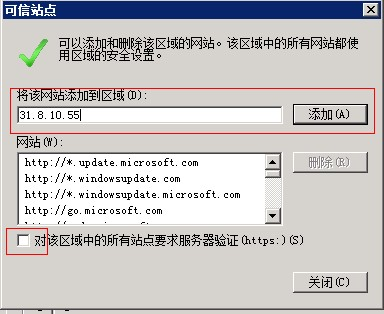 可信站点
可以添加和删除该区域的网站。该区域中的所有网站都使
用区域的安全设置。
将该网站添加到区域(D):
31.8.10.55
添加(A)
网站(W):
http://*.update.microsoft.com
http://*.windowsupdate.com
http://*.windowsupdate.microsoft.com
http://go.microsoft.com
删除(R)
对该区域中的所有站点要求服务器验证(https:)(S)
关闭(C)